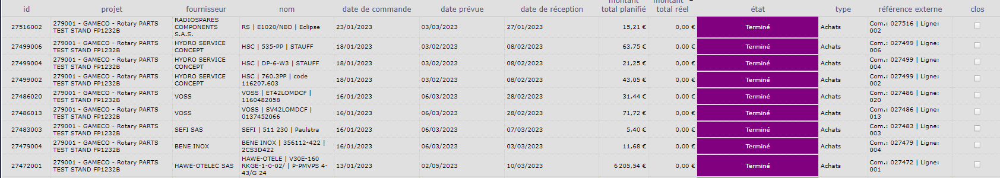 id projet fournisseur nom date de commande date prévue date de réception montant total planifié montant total réel état type référence externe clos
27516002 279001 - GAMECO - Rotary PARTS TEST STAND FP1232B RADIOSPARES COMPONENTS S.A.S. RS | E1020/NEO | Eclipse 23/01/2023 03/03/2023 27/01/2023 15,21 € 0,00 € Terminé Achats Com.: 027516 | Ligne: 002
27499006 279001 - GAMECO - Rotary PARTS TEST STAND FP1232B HYDRO SERVICE CONCEPT HSC | 535-PP | STAUFF 18/01/2023 03/02/2023 08/02/2023 63,75 € 0,00 € Terminé Achats Com.: 027499 | Ligne: 006
27499004 279001 - GAMECO - Rotary PARTS TEST STAND FP1232B HYDRO SERVICE CONCEPT HSC | DP-6-W3 | STAUFF 18/01/2023 03/02/2023 08/02/2023 21,25 € 0,00 € Terminé Achats Com.: 027499 | Ligne: 004
27499002 279001 - GAMECO - Rotary PARTS TEST STAND FP1232B HYDRO SERVICE CONCEPT HSC | 760.3PP | code 116207.603 18/01/2023 03/02/2023 08/02/2023 43,05 € 0,00 € Terminé Achats Com.: 027499 | Ligne: 002
27486020 279001 - GAMECO - Rotary PARTS TEST STAND FP1232B VOSS VOSS | ET42LOMDCF | 1160482058 16/01/2023 06/03/2023 28/02/2023 31,44 € 0,00 € Terminé Achats Com.: 027486 | Ligne: 020
27486013 279001 - GAMECO - Rotary PARTS TEST STAND FP1232B VOSS VOSS | SV42LOMDCF | 0137452066 16/01/2023 06/03/2023 28/02/2023 71,72 € 0,00 € Terminé Achats Com.: 027486 | Ligne: 013
27483003 279001 - GAMECO - Rotary PARTS TEST STAND FP1232B SEFI SAS SEFI | 511 230 | Paulstra 16/01/2023 06/03/2023 07/03/2023 5,40 € 0,00 € Terminé Achats Com.: 027483 | Ligne: 003
27479004 279001 - GAMECO - Rotary PARTS TEST STAND FP1232B BENE INOX BENE INOX | 356112-422 | 2CS3D422 16/01/2023 06/03/2023 03/03/2023 11,68 € 0,00 € Terminé Achats Com.: 027479 | Ligne: 004
27472001 279001 - GAMECO - Rotary PARTS TEST STAND FP1232B HAWE-OTELEC SAS HAWE-OTELE | V30E-160 RKGE-1-0-02/ | P-PMVPS 4-43/G 24 13/01/2023 02/05/2023 10/03/2023 6 205,54 € 0,00 € Terminé Achats Com.: 027472 | Ligne: 001